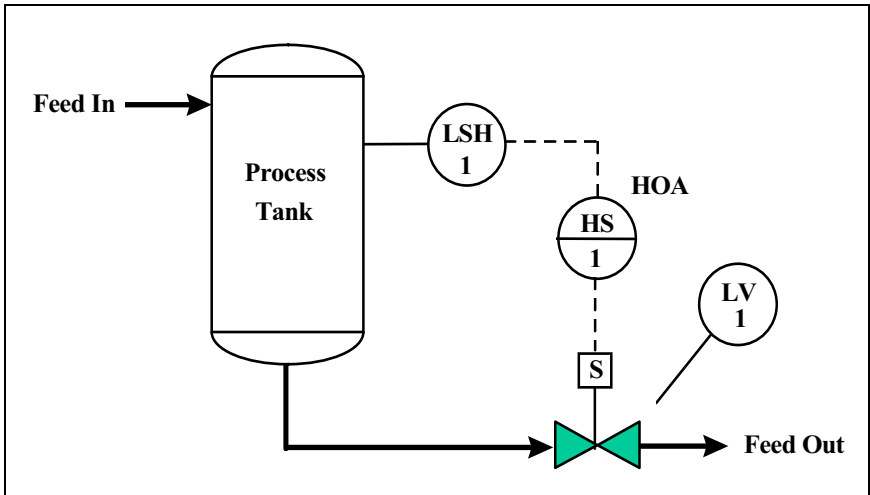 Feed In
Process
Tank
LSH
1
HOA
HS
1
LV
1
S
Feed Out